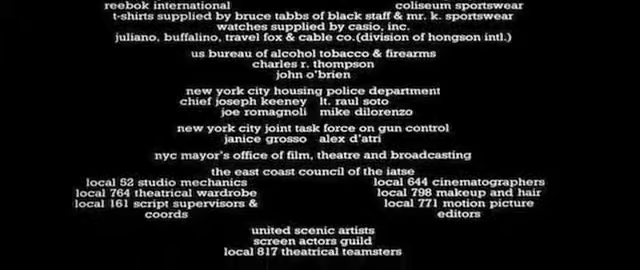 reebok international coliseum sportswear
t-shirts supplied by bruce tabbs of black staff & mr. k. sportswear
watches supplied by casio, inc.
juliano, buffalino, travel fox & cable co.(division of hongson intl.)
us bureau of alcohol tobacco & firearms
charles r. thompson
john o'brien
new york city housing police department
chief joseph keeney lt. raul soto
joe romagnoli mike dilorenzo
new york city joint task force on gun control
janice grosso alex d'atri
nyc mayor's office of film, theatre and broadcasting
the east coast council of the iatse
local 52 studio mechanics local 644 cinematographers
local 764 theatrical wardrobe local 798 makeup and hair
local 161 script supervisors & local 771 motion picture
coords editors
united scenic artists
screen actors guild
local 817 theatrical teamsters